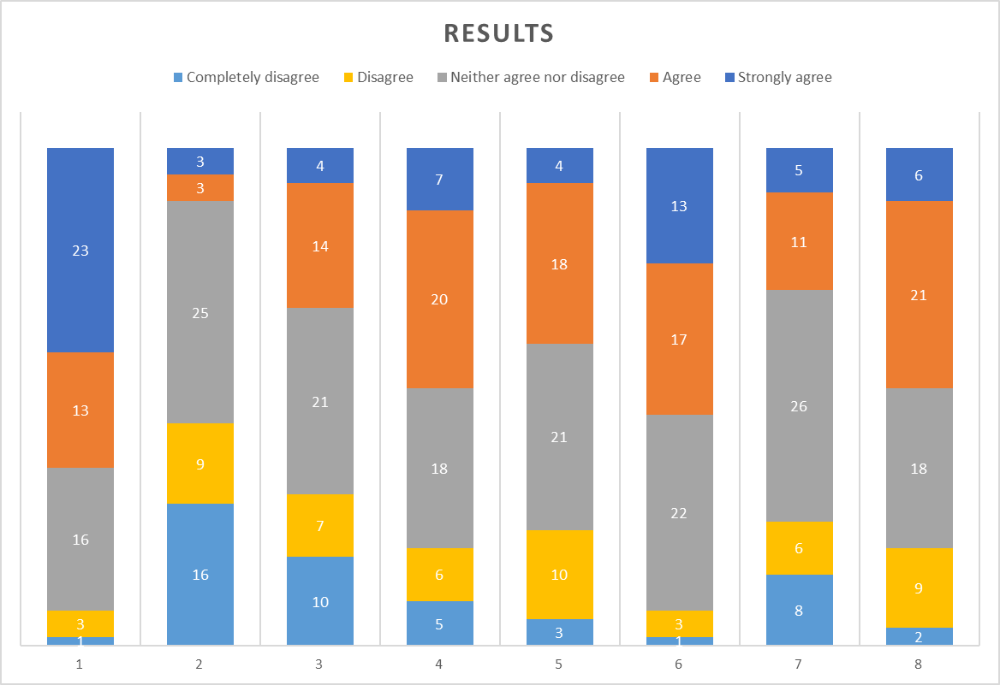 RESULTS
Completely disagree Disagree Neither agree nor disagree Agree Strongly agree
3 4 7 4 5 6
3 13
23 14 11
20 18 21
25 17
13 21 26
18 21 18
16 9 22
7 6
16 6 10 9
10 8
3 5 3 3 2
1 1
1 2 3 4 5 6 7 8